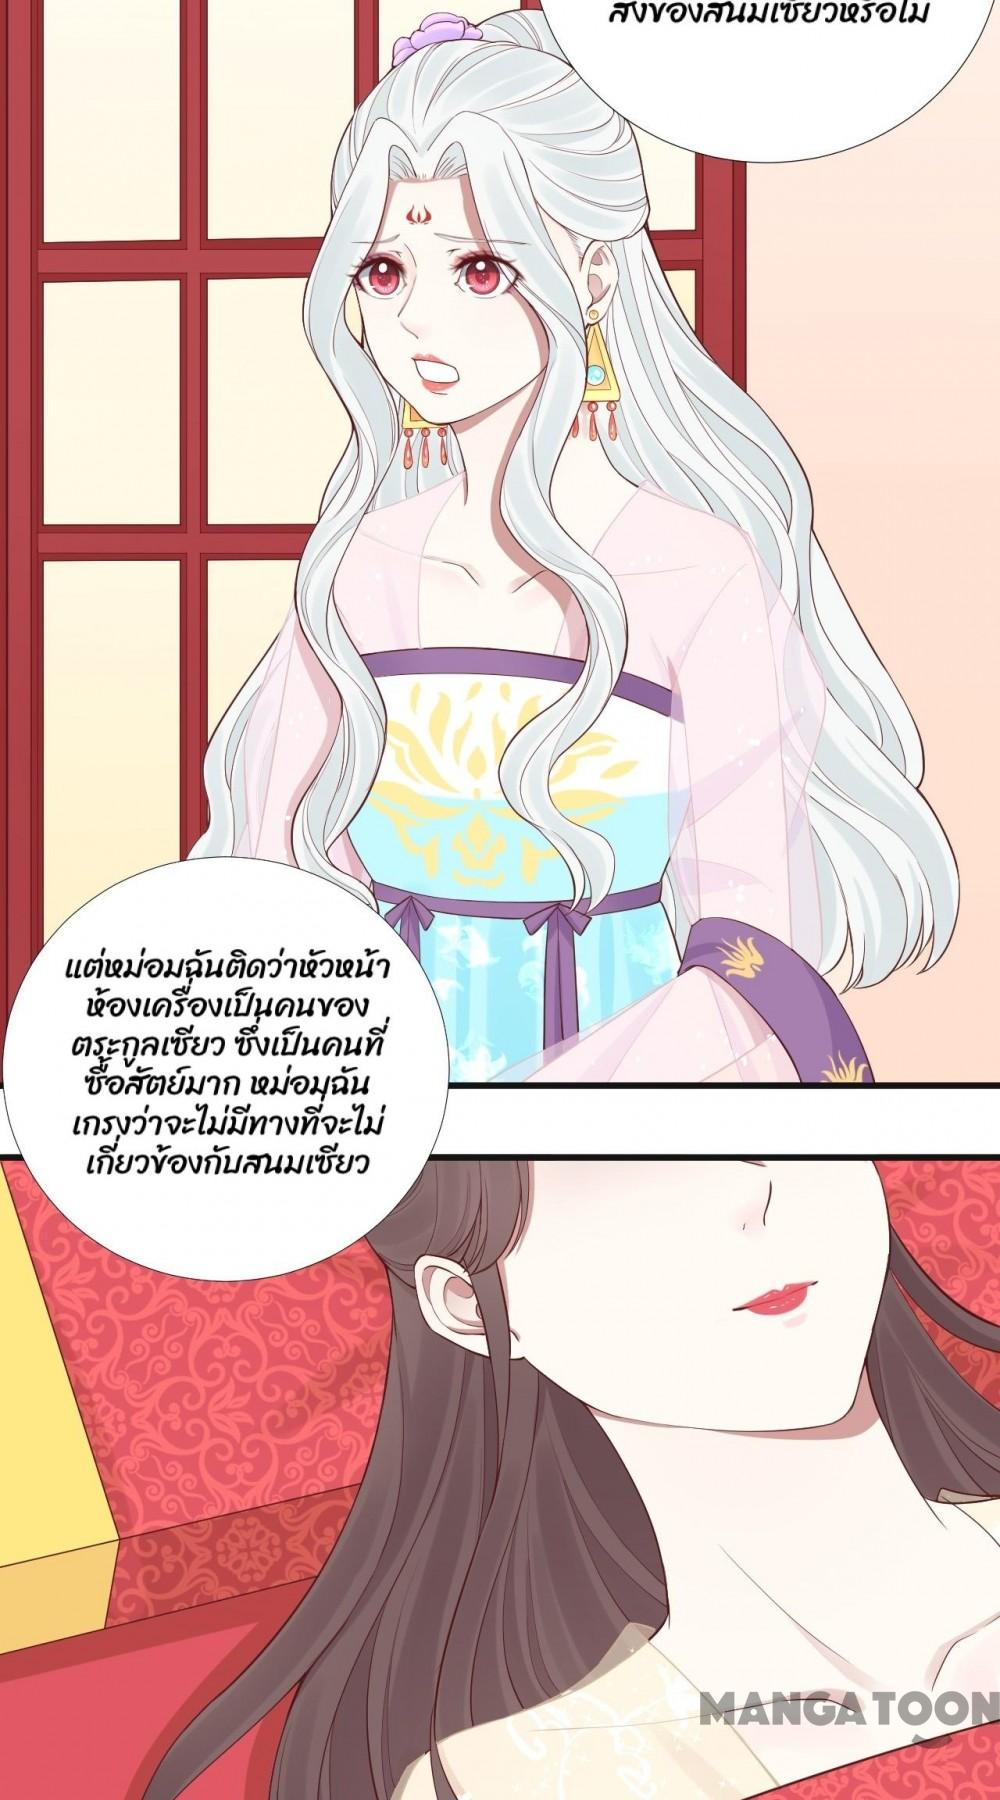 สั่งของสนมเซียวหรือไม่
แต่หม่อมฉันคิดว่าหัวหน้า
ห้องเครื่องเป็นคนของ
ตระกูลเซียว ซึ่งเป็นคนที่
ซื้อสัตย์มาก หม่อมฉัน
เกรงว่าจะไม่มีทางที่จะไม่
เกี่ยวข้องกับสนมเซียว
MANGA TOON